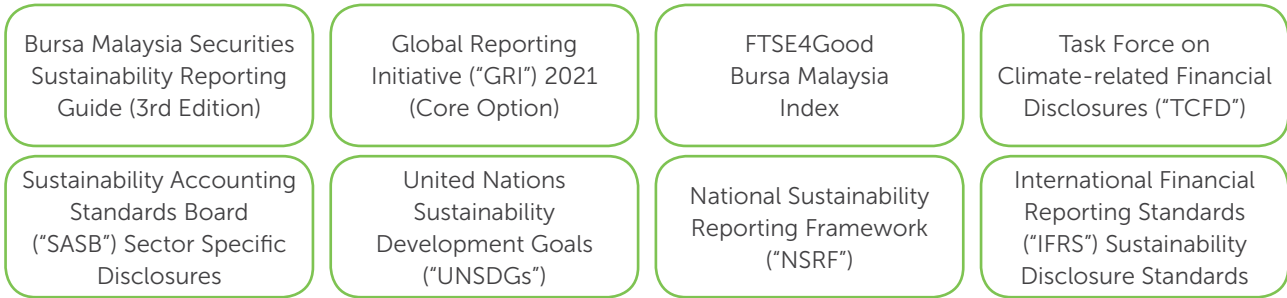 Bursa Malaysia Securities
Sustainability Reporting
Guide (3rd Edition)
Global Reporting
Initiative (“GRI”) 2021
(Core Option)
FTSE4Good
Bursa Malaysia
Index
Task Force on
Climate-related Financial
Disclosures (“TCFD”)
Sustainability Accounting
Standards Board
(“SASB”) Sector Specific
Disclosures
United Nations
Sustainability
Development Goals
(“UNSDGs”)
National Sustainability
Reporting Framework
(“NSRF”)
International Financial
Reporting Standards
(“IFRS”) Sustainability
Disclosure Standards